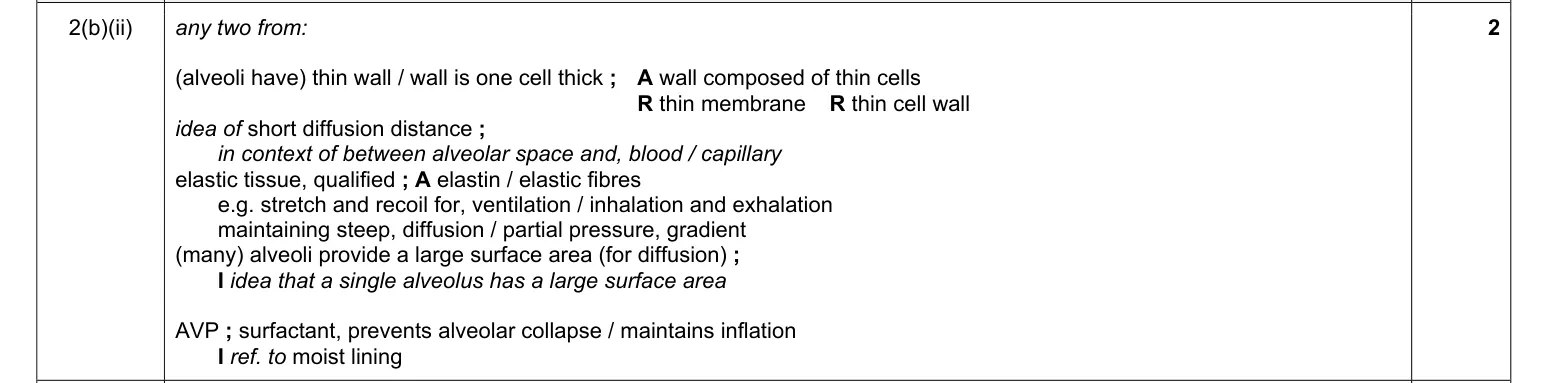 2(b)(ii) any two from: 2
(alveoli have) thin wall / wall is one cell thick ; A wall composed of thin cells
R thin membrane R thin cell wall
idea of short diffusion distance ;
in context of between alveolar space and, blood / capillary
elastic tissue, qualified ; A elastin / elastic fibres
e.g. stretch and recoil for, ventilation / inhalation and exhalation
maintaining steep, diffusion / partial pressure, gradient
(many) alveoli provide a large surface area (for diffusion) ;
I idea that a single alveolus has a large surface area
AVP ; surfactant, prevents alveolar collapse / maintains inflation
I ref. to moist lining